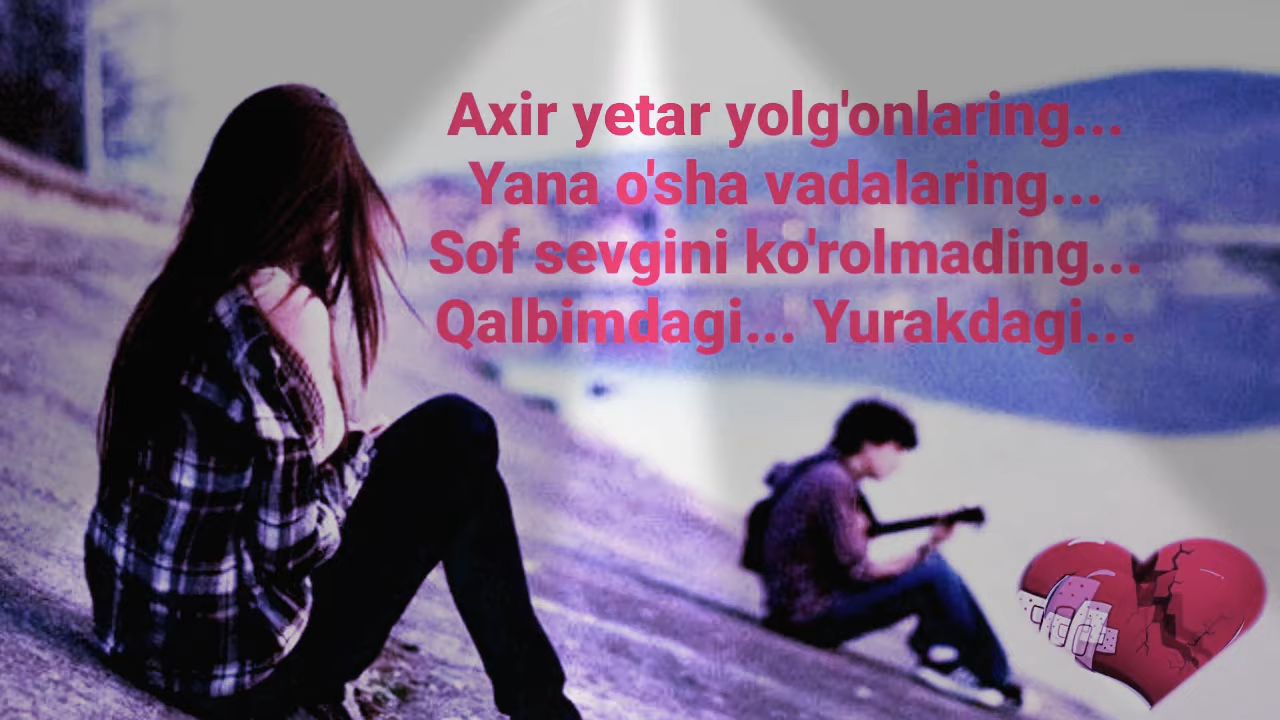 Axir yetar yolg'onlaring...
Yana o'sha vadalaring...
Sof sevgini ko'rolmading...
Qalbimdagi... Yurakdagi...